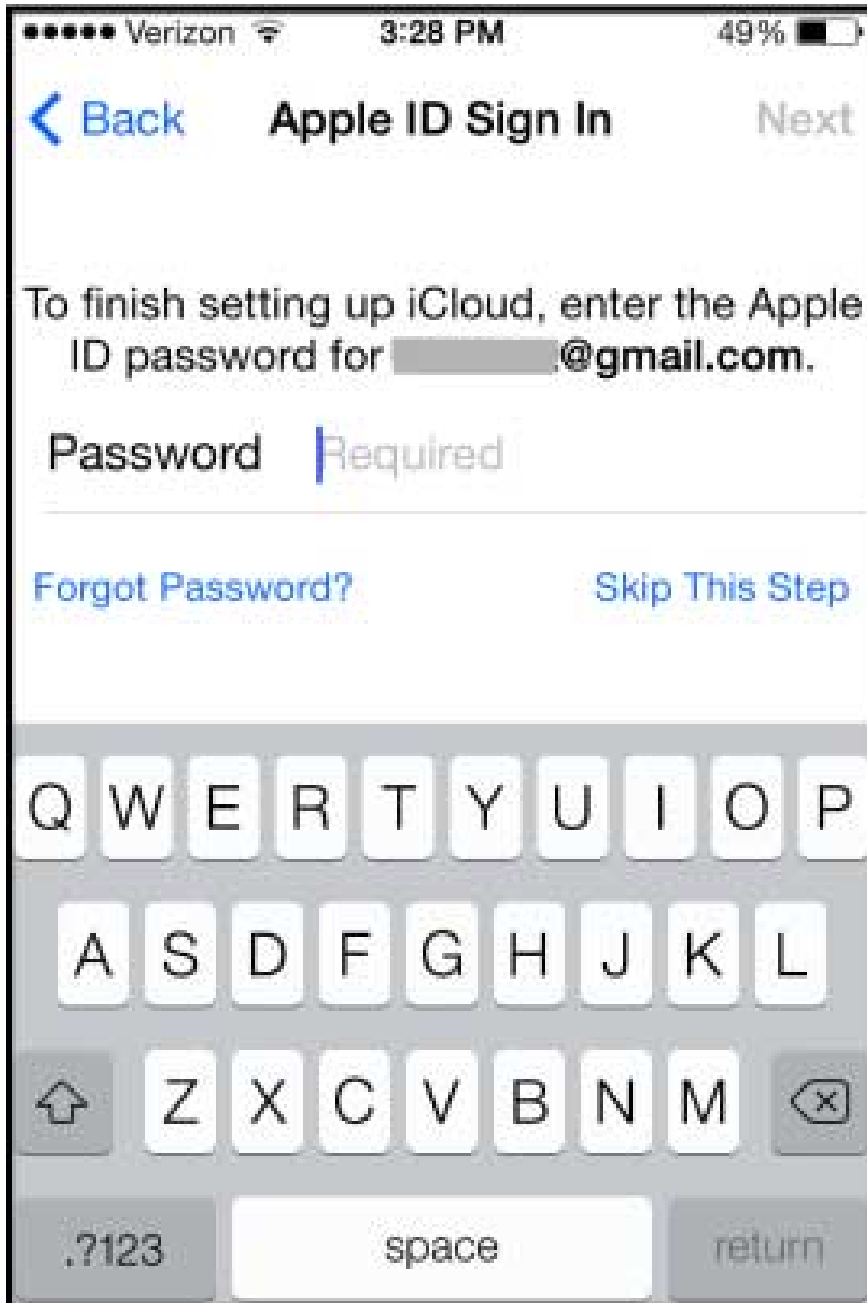 Verizon 3:28 PM 49%
Back Apple ID Sign In Next
To finish setting up iCloud, enter the Apple
ID password for @gmail.com.
Password Required
Forgot Password? Skip This Step
Q W E R T Y U I O P
A S D F G H J K L
Z X C V B N M
.?123 space return